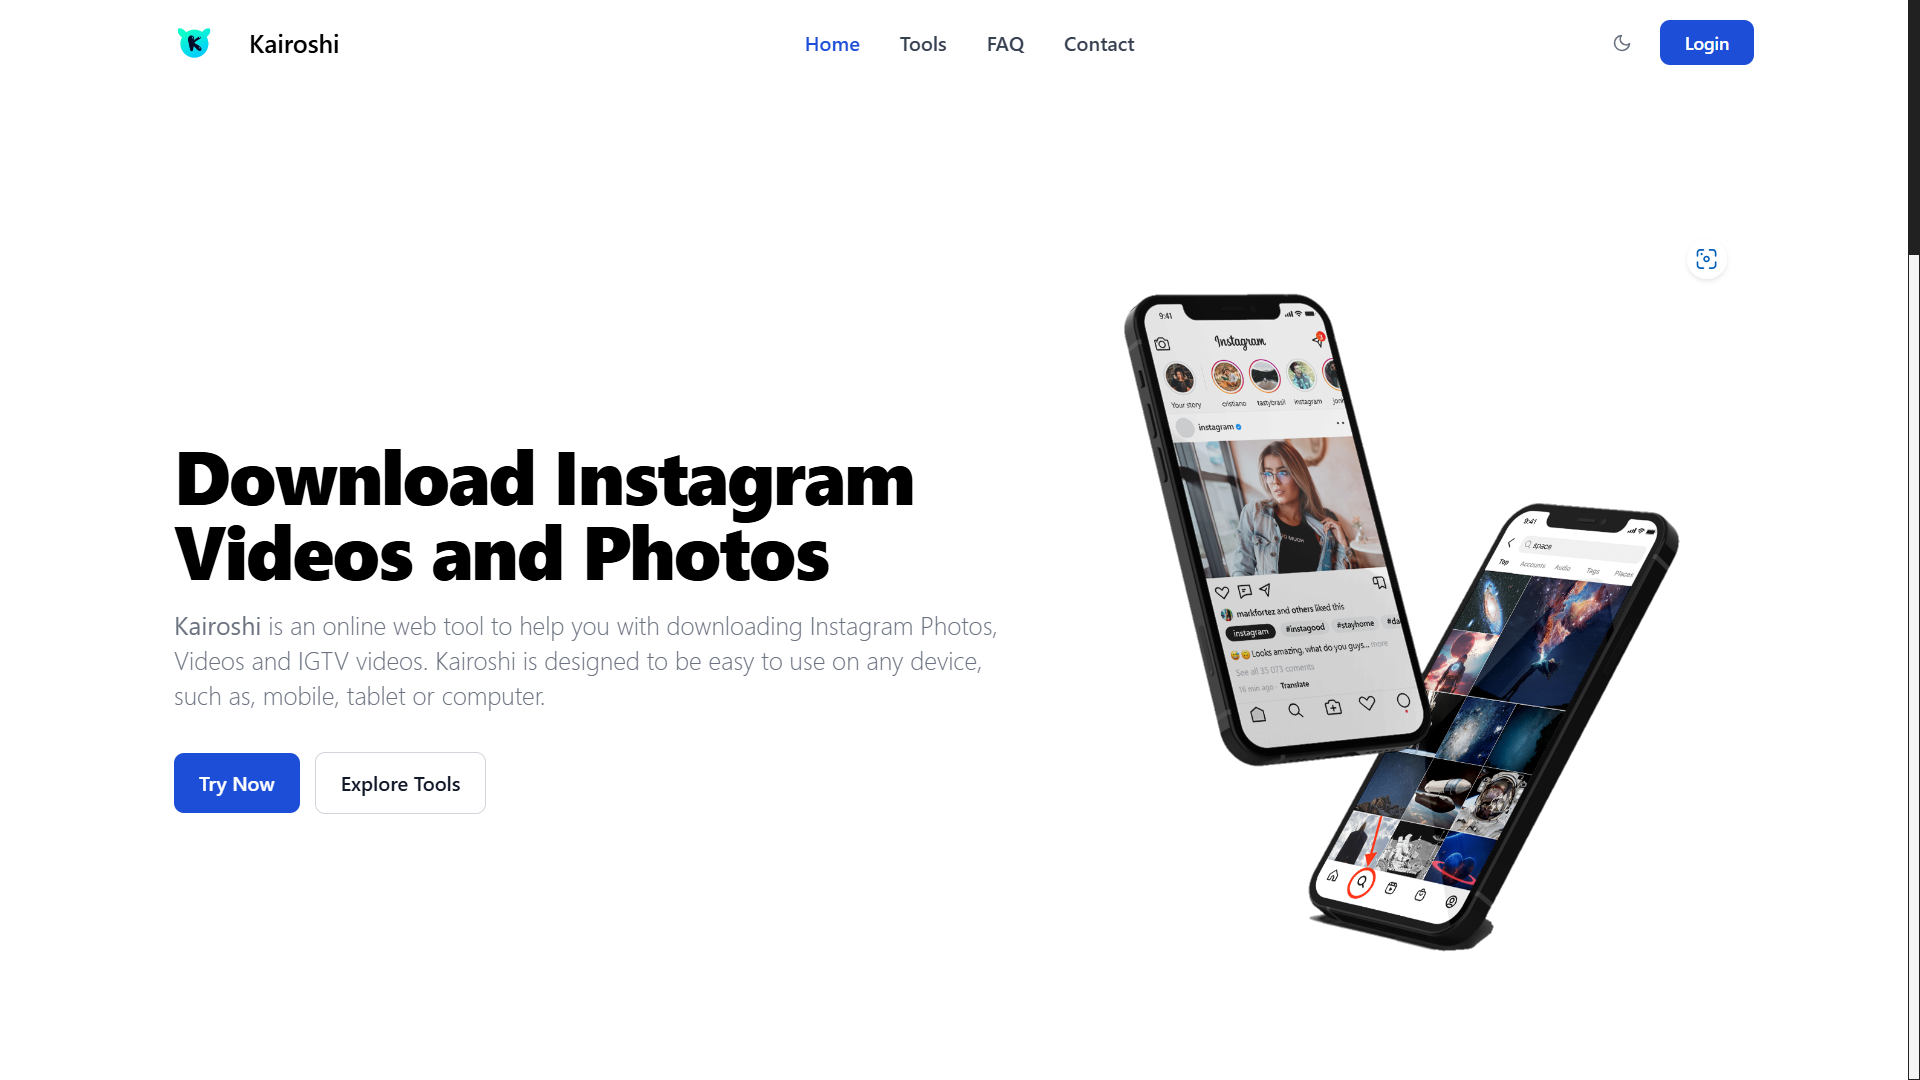 Kairoshi
Home
Tools
FAQ
Contact
Login
Download Instagram
Videos and Photos
Kairoshi is an online web tool to help you with downloading Instagram Photos,
Videos and IGTV videos. Kairoshi is designed to be easy to use on any device,
such as, mobile, tablet or computer.
Try Now
Explore Tools
9:41
Instagram
Your story
cristiano
tastybrasil
instagram
instagram
markfortez and others liked this
instagram
#instagood
#stayhome
#da
Looks amazing, what do you guys... more
See all 35 073 coments
16 min ago
Translate
9:41
space
Top
Accounts
Audio
Tags
Places